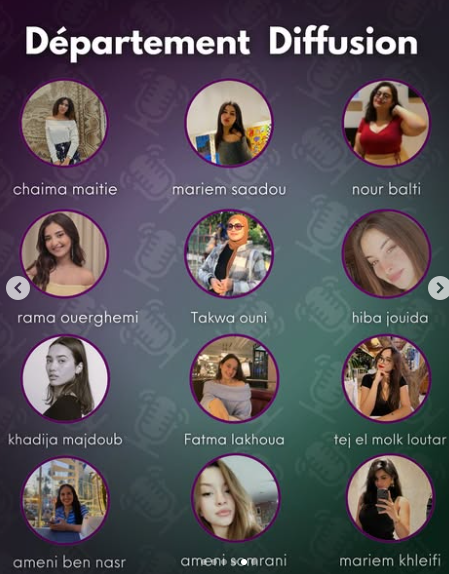 Département Diffusion
chaima maitie
mariem saadou
nour balti
rama ouerghemi
Takwa ouni
hiba jouida
khadija majdoub
Fatma lakhoua
tej el molk loutar
ameni ben nasr
ameni samrani
mariem khleifi